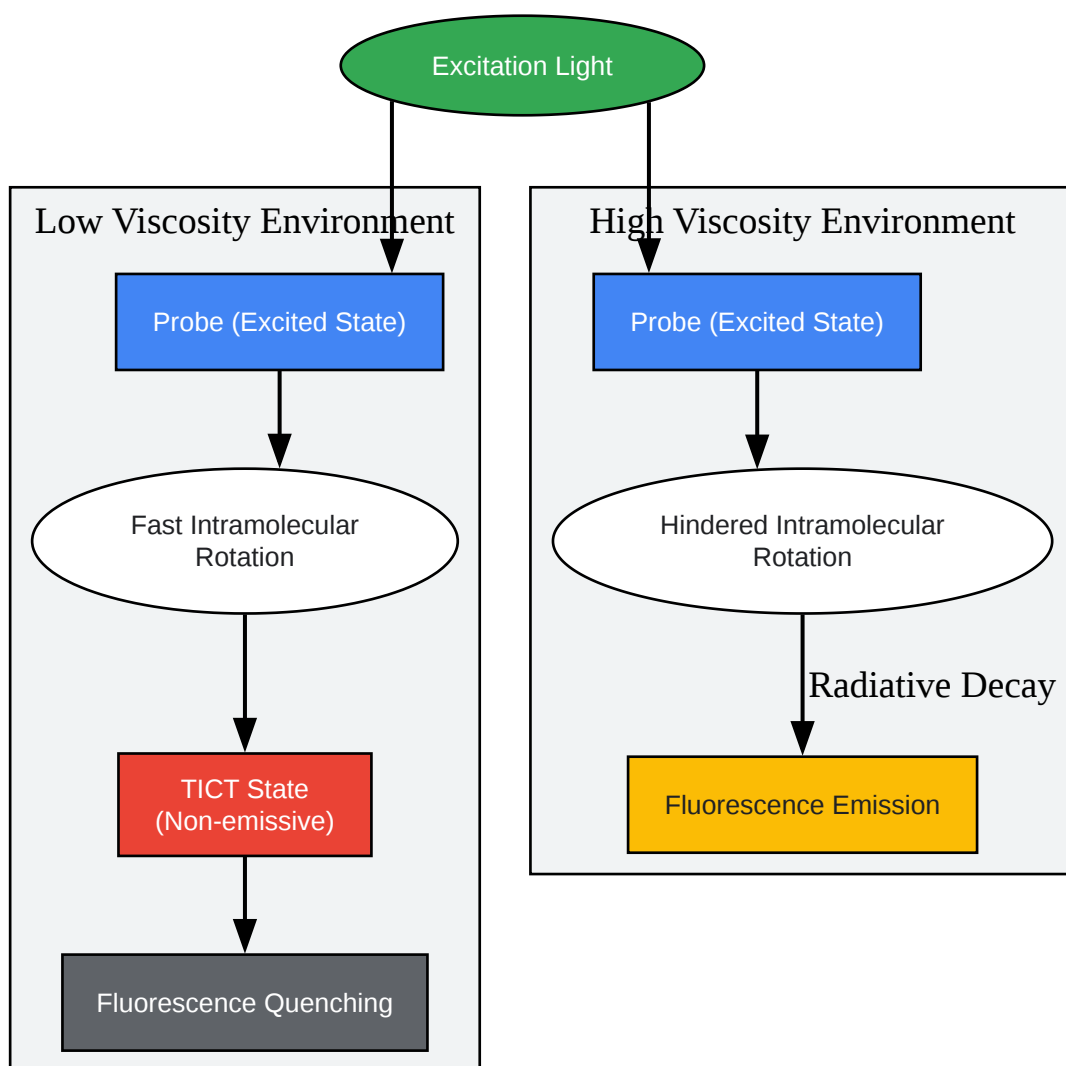 Excitation Light
Low Viscosity Environment
Probe (Excited State)
Fast Intramolecular
Rotation
TICT State
(Non-emissive)
Fluorescence Quenching
High Viscosity Environment
Probe (Excited State)
Hindered Intramolecular
Rotation
Radiative Decay
Fluorescence Emission